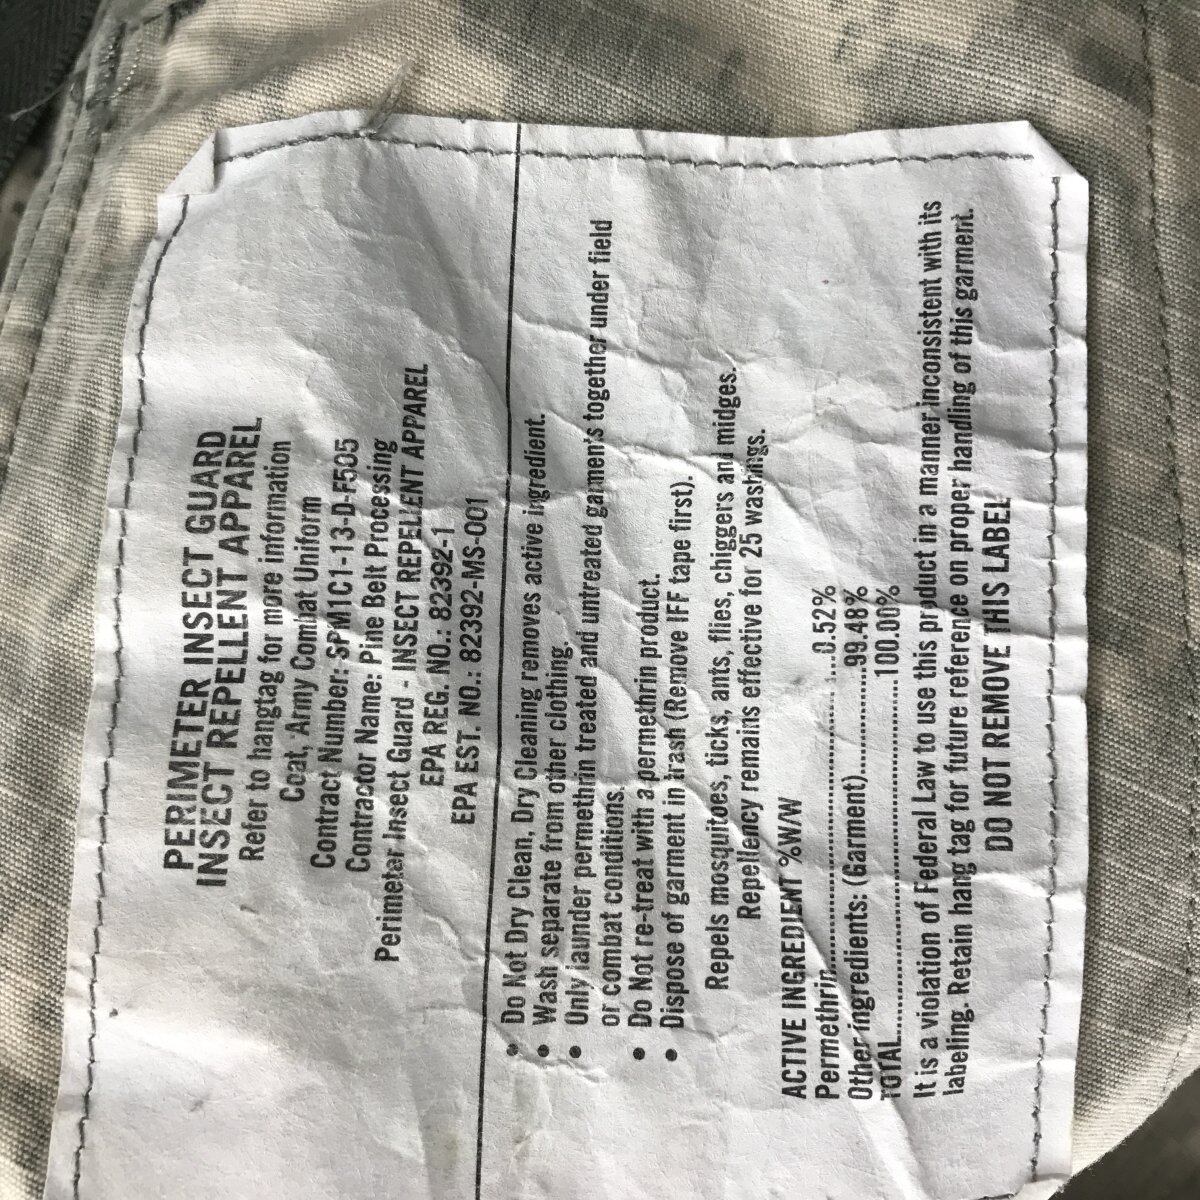 PERIMETER INSECT GUARD
INSECT REPELLENT APPAREL
Refer to hangtag for more information
Coat, Army Combat Uniform
Contract Number: SPM1C1-13-D-F505
Contractor Name: Pine Belt Processing
Perimeter Insect Guard - INSECT REPELLENT APPAREL
EPA REG. NO.: 82392-1
EPA EST. NO.: 82392-MS-001
• Do Not Dry Clean, Dry Cleaning removes active ingredient.
• Wash separate from other clothing.
• Only launder permethrin treated and untreated garments together under field
or combat conditions.
• Do Not re-treat with a permethrin product.
• Dispose of garment in trash (Remove IFF tape first).
Repels mosquitoes, ticks, ants, flies, chiggers and midges.
Repellency remains effective for 25 washings.
ACTIVE INGREDIENT %W/W
Permethrin..............................0.52%
Other ingredients: (Garment)..............99.48%
TOTAL........................................100.00%
It is a violation of Federal Law to use this product in a manner inconsistent with its
labeling. Retain hang tag for future reference on proper handling of this garment.
DO NOT REMOVE THIS LABEL